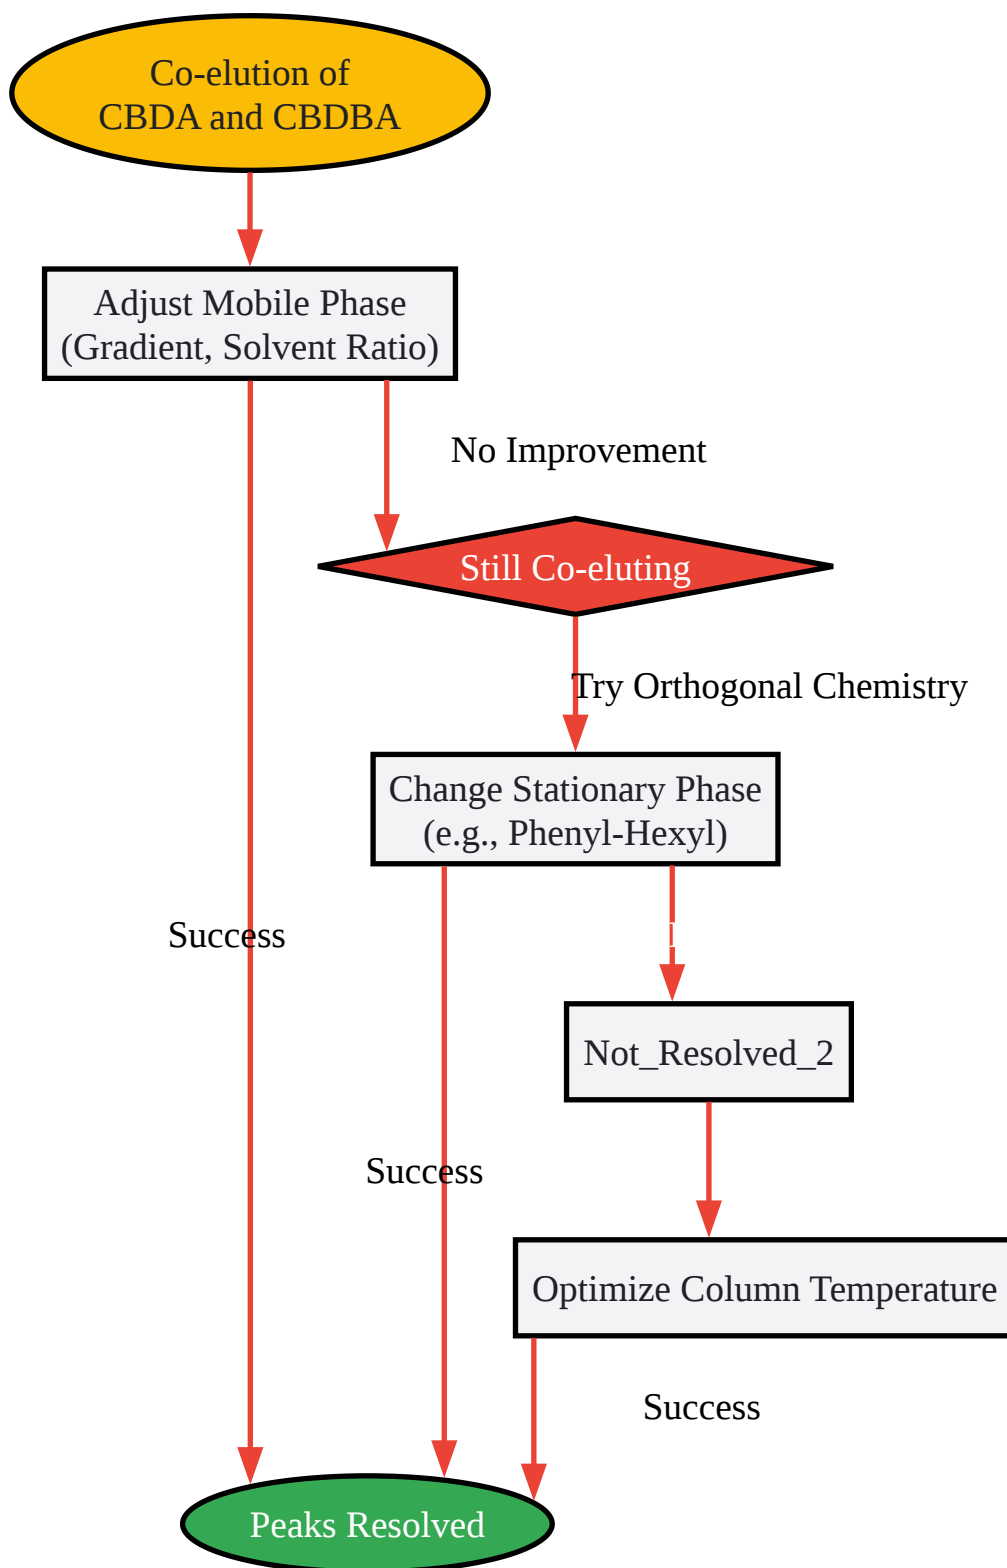 Co-elution of
CBDA and CBDBA
Adjust Mobile Phase
(Gradient, Solvent Ratio)
No Improvement
Still Co-eluting
Try Orthogonal Chemistry
Change Stationary Phase
(e.g., Phenyl-Hexyl)
Success
Not_Resolved_2
Success
Optimize Column Temperature
Success
Peaks Resolved